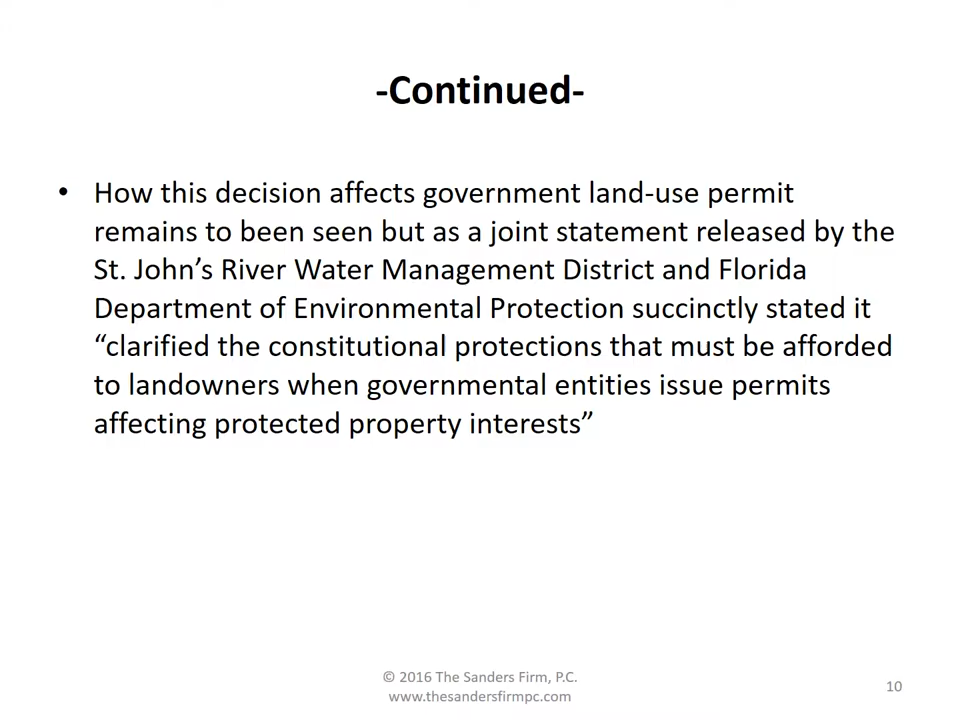 -Continued-
• How this decision affects government land-use permit
remains to been seen but as a joint statement released by the
St. John’s River Water Management District and Florida
Department of Environmental Protection succinctly stated it
“clarified the constitutional protections that must be afforded
to landowners when governmental entities issue permits
affecting protected property interests”
© 2016 The Sanders Firm, P.C.
www.thesandersfirmpc.com
10